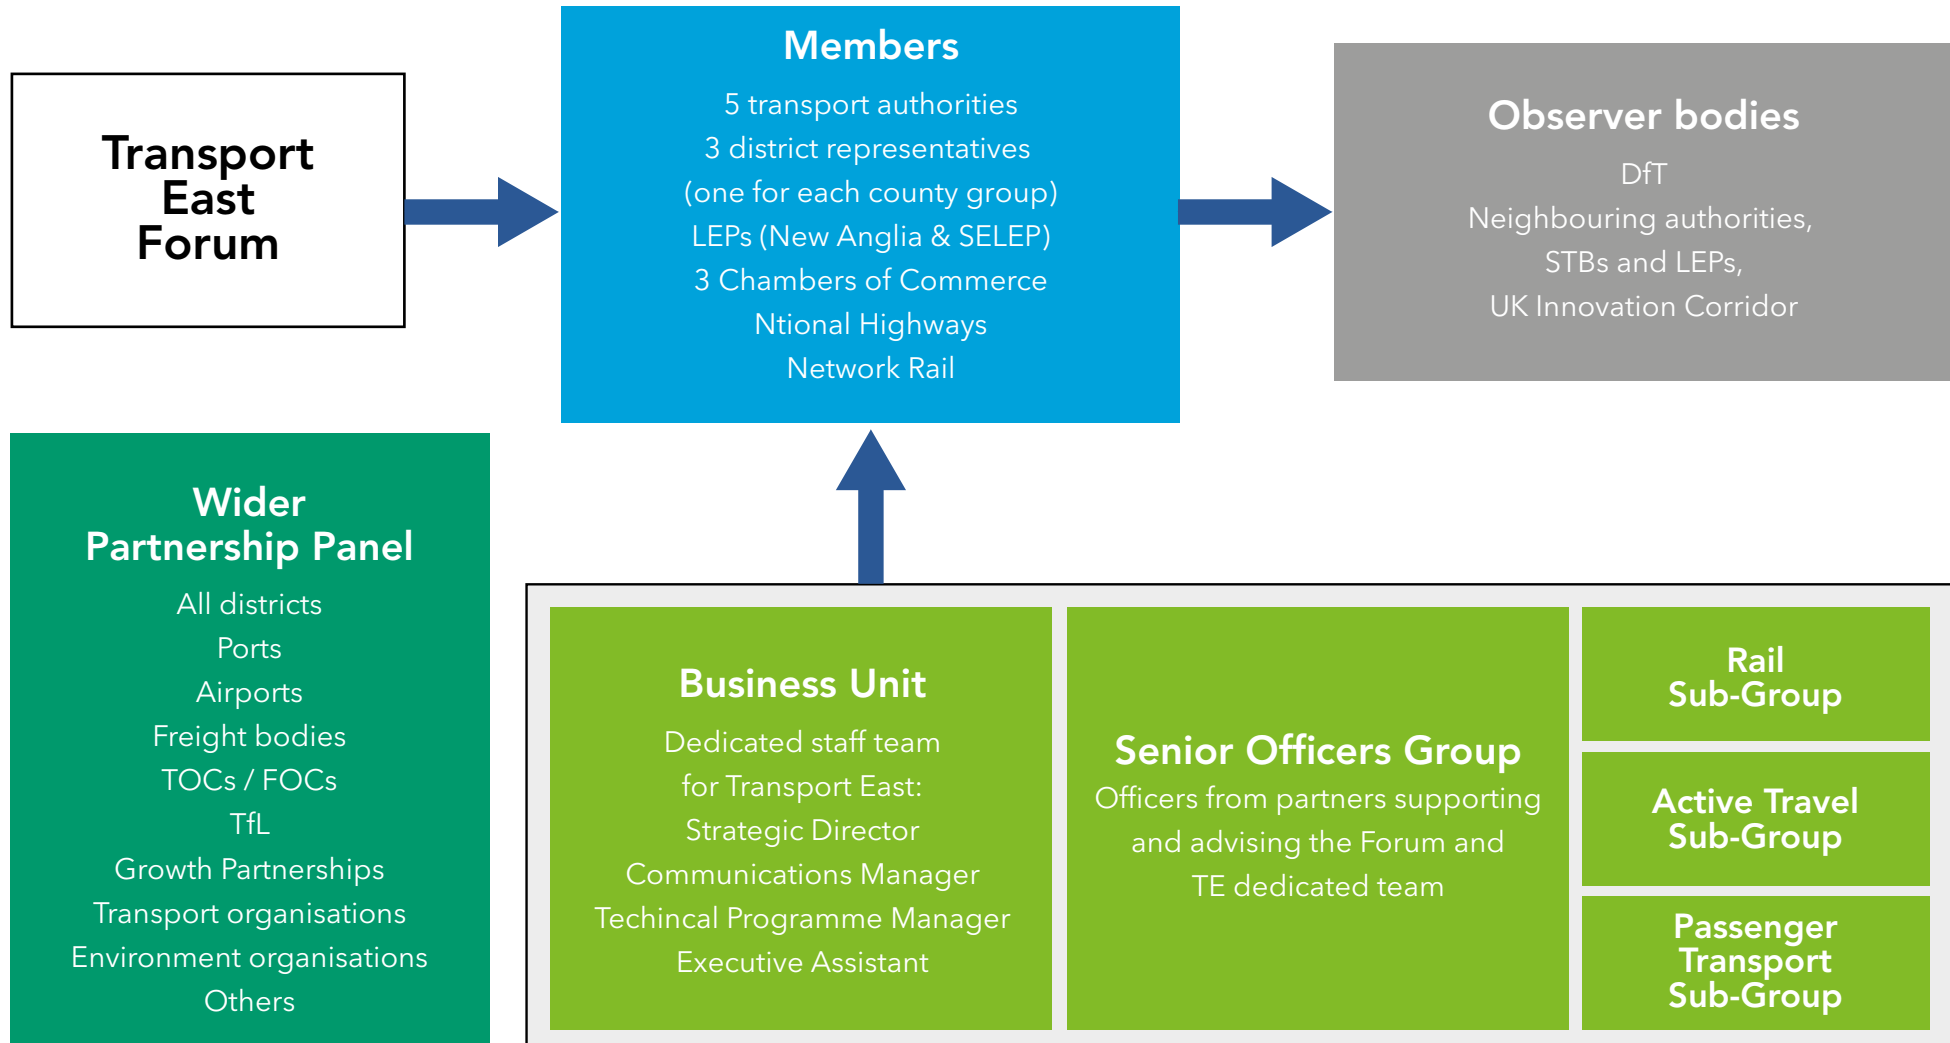 Transport
East
Forum
Members
5 transport authorities
3 district representatives
(one for each county group)
LEPs (New Anglia & SELEP)
3 Chambers of Commerce
Ntional Highways
Network Rail
Observer bodies
DfT
Neighbouring authorities,
STBs and LEPs,
UK Innovation Corridor
Wider
Partnership Panel
All districts
Ports
Airports
Freight bodies
TOCs / FOCs
TfL
Growth Partnerships
Transport organisations
Environment organisations
Others
Business Unit
Dedicated staff team
for Transport East:
Strategic Director
Communications Manager
Techincal Programme Manager
Executive Assistant
Senior Officers Group
Officers from partners supporting
and advising the Forum and
TE dedicated team
Rail
Sub-Group
Active Travel
Sub-Group
Passenger
Transport
Sub-Group